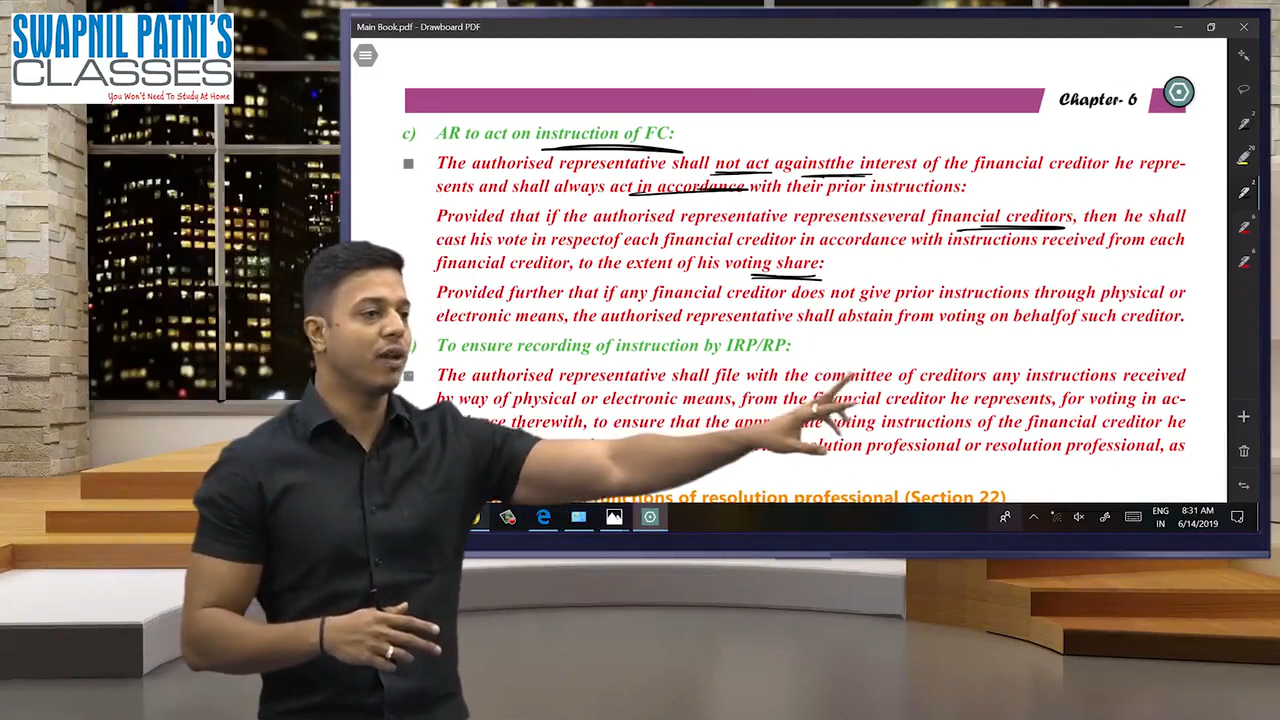 SWAPNIL PATNI'S
CLASSES
You Won't Need To Study At Home
Main Book.pdf - Drawboard PDF
Chapter- 6
c) AR to act on instruction of FC:
The authorised representative shall not act againstthe interest of the financial creditor he repre-
sents and shall always act in accordance with their prior instructions:
Provided that if the authorised representative representsseveral financial creditors, then he shall
cast his vote in respectof each financial creditor in accordance with instructions received from each
financial creditor, to the extent of his voting share:
Provided further that if any financial creditor does not give prior instructions through physical or
electronic means, the authorised representative shall abstain from voting on behalfof such creditor.
) To ensure recording of instruction by IRP/RP:
The authorised representative shall file with the committee of creditors any instructions received
by way of physical or electronic means, from the financial creditor he represents, for voting in ac-
therewith, to ensure that the voting instructions of the financial creditor he
resolution professional or resolution professional, as
of resolution professional (Section 22)
ENG
IN
8:31 AM
6/14/2019